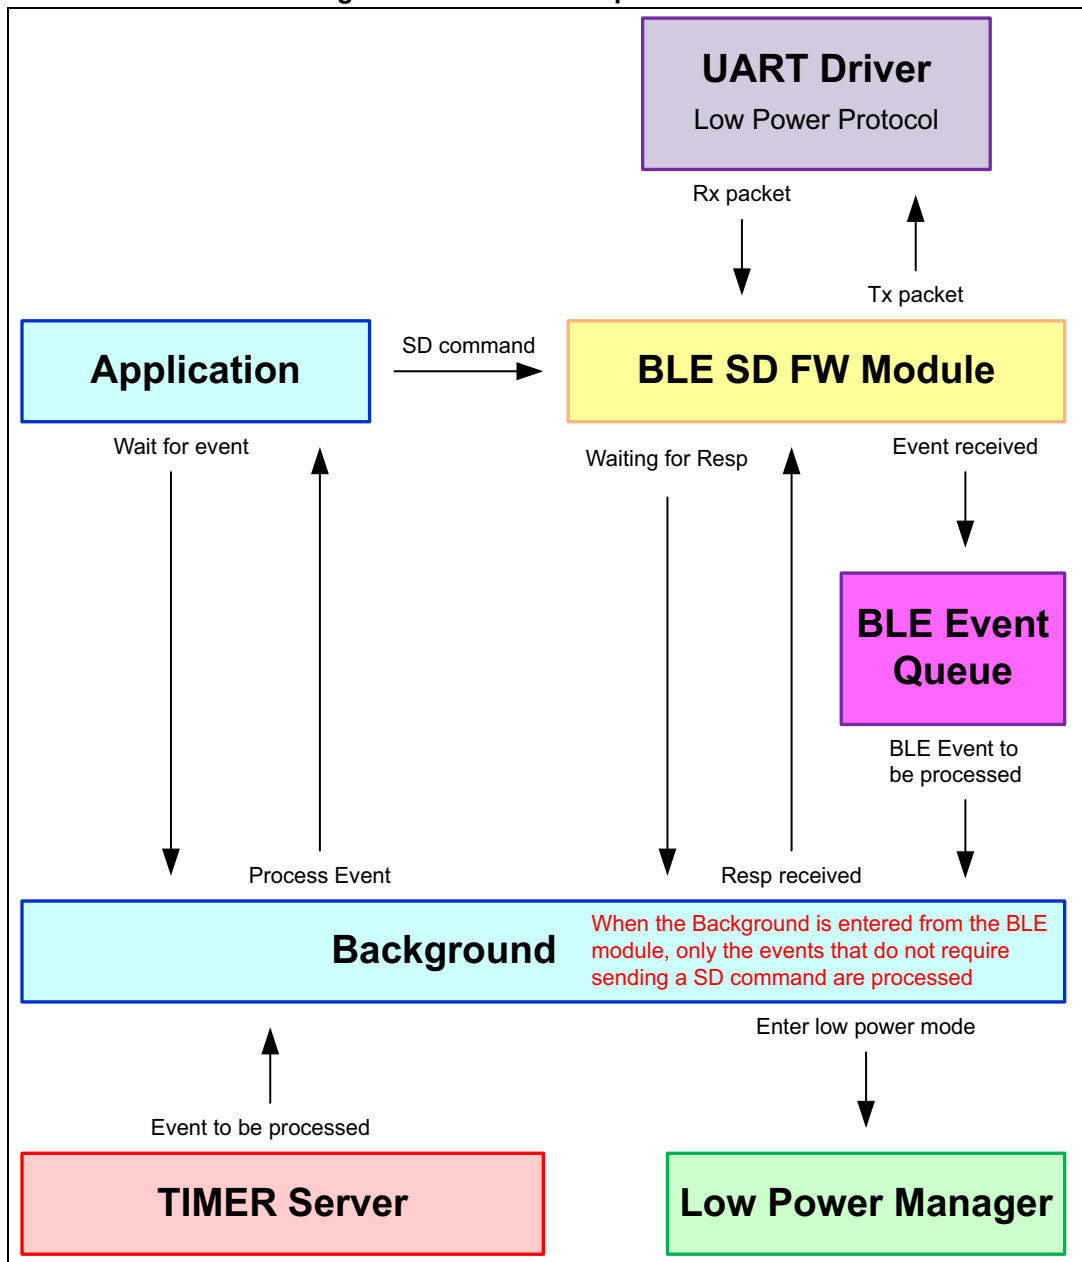 UART Driver
Low Power Protocol
Rx packet
Tx packet
Application
SD command
BLE SD FW Module
Wait for event
Waiting for Resp
Event received
BLE Event
Queue
BLE Event to
be processed
Process Event
Resp received
Background
When the Background is entered from the BLE
module, only the events that do not require
sending a SD command are processed
Enter low power mode
Event to be processed
TIMER Server
Low Power Manager